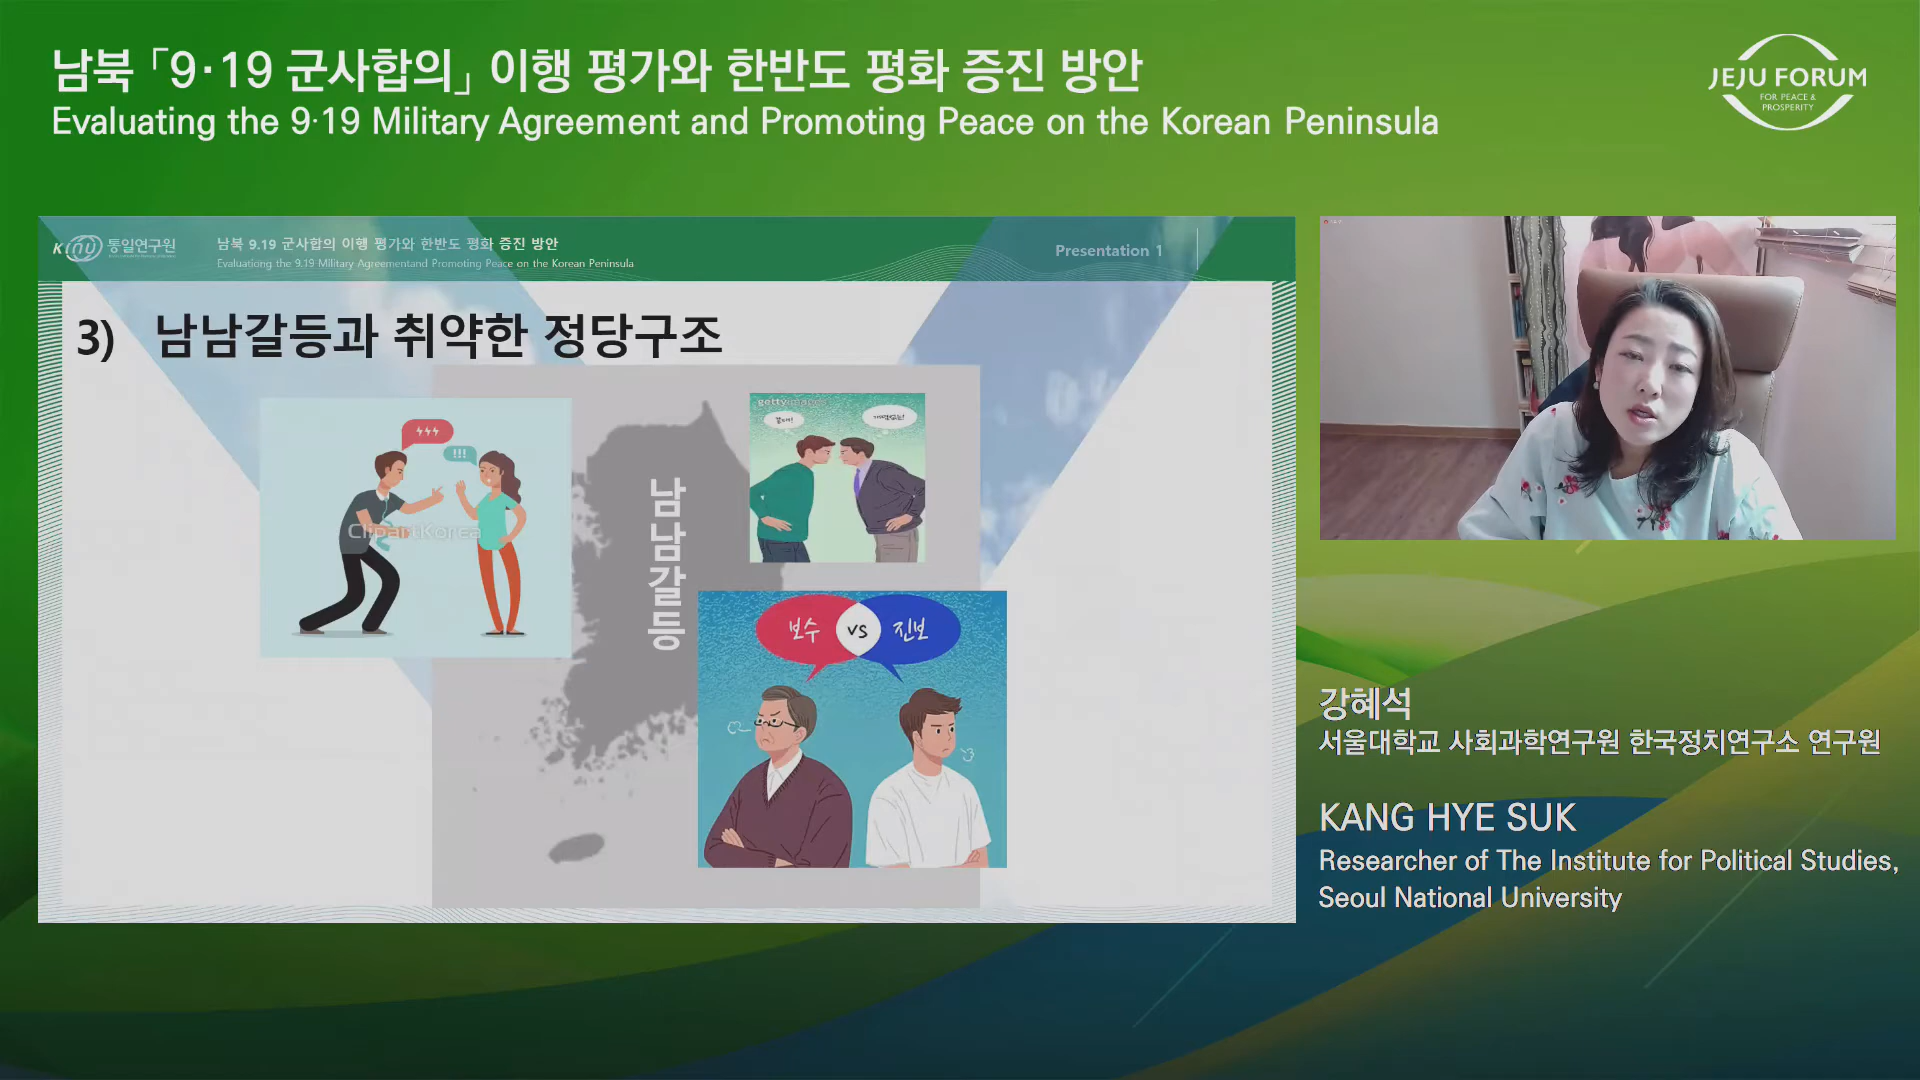 남북 「9·19 군사합의」 이행 평가와 한반도 평화 증진 방안
Evaluating the 9·19 Military Agreement and Promoting Peace on the Korean Peninsula
JEJU FORUM
FOR PEACE &
PROSPERITY
KINU 통일연구원
남북 9.19 군사합의 이행 평가와 한반도 평화 증진 방안
Evaluaticing the 9.19 Military Agreementand Promoting Peace on the Korean Peninsula
Presentation 1
3) 남남갈등과 취약한 정당구조
gettyimages
!!!
ClipartKorea
남남갈등
보수 vs 진보
강혜석
서울대학교 사회과학연구원 한국정치연구소 연구원
KANG HYE SUK
Researcher of The Institute for Political Studies,
Seoul National University